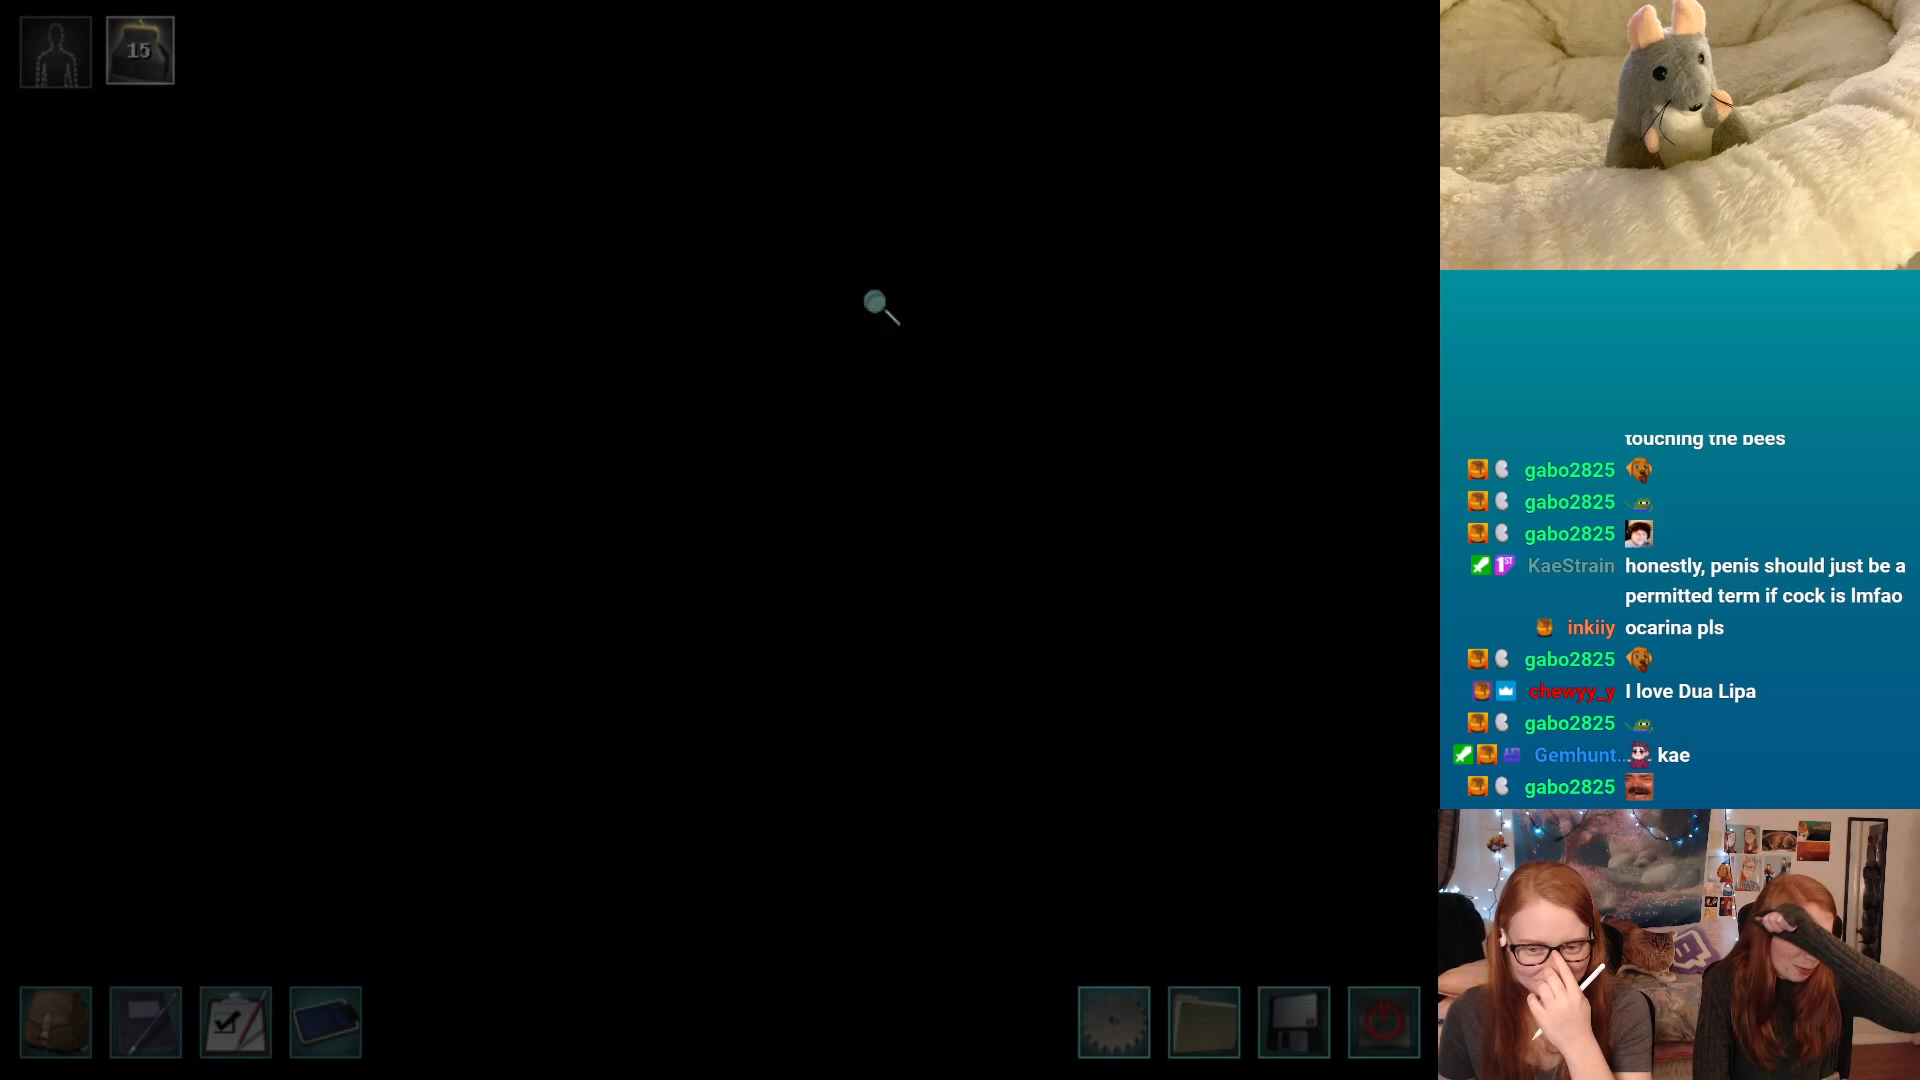 15
touching the bees
gabo2825
gabo2825
gabo2825
1ST KaeStrain honestly, penis should just be a
permitted term if cock is lmfao
inkiiy ocarina pls
gabo2825
chewyy_y I love Dua Lipa
gabo2825
Gemhunt... kae
gabo2825